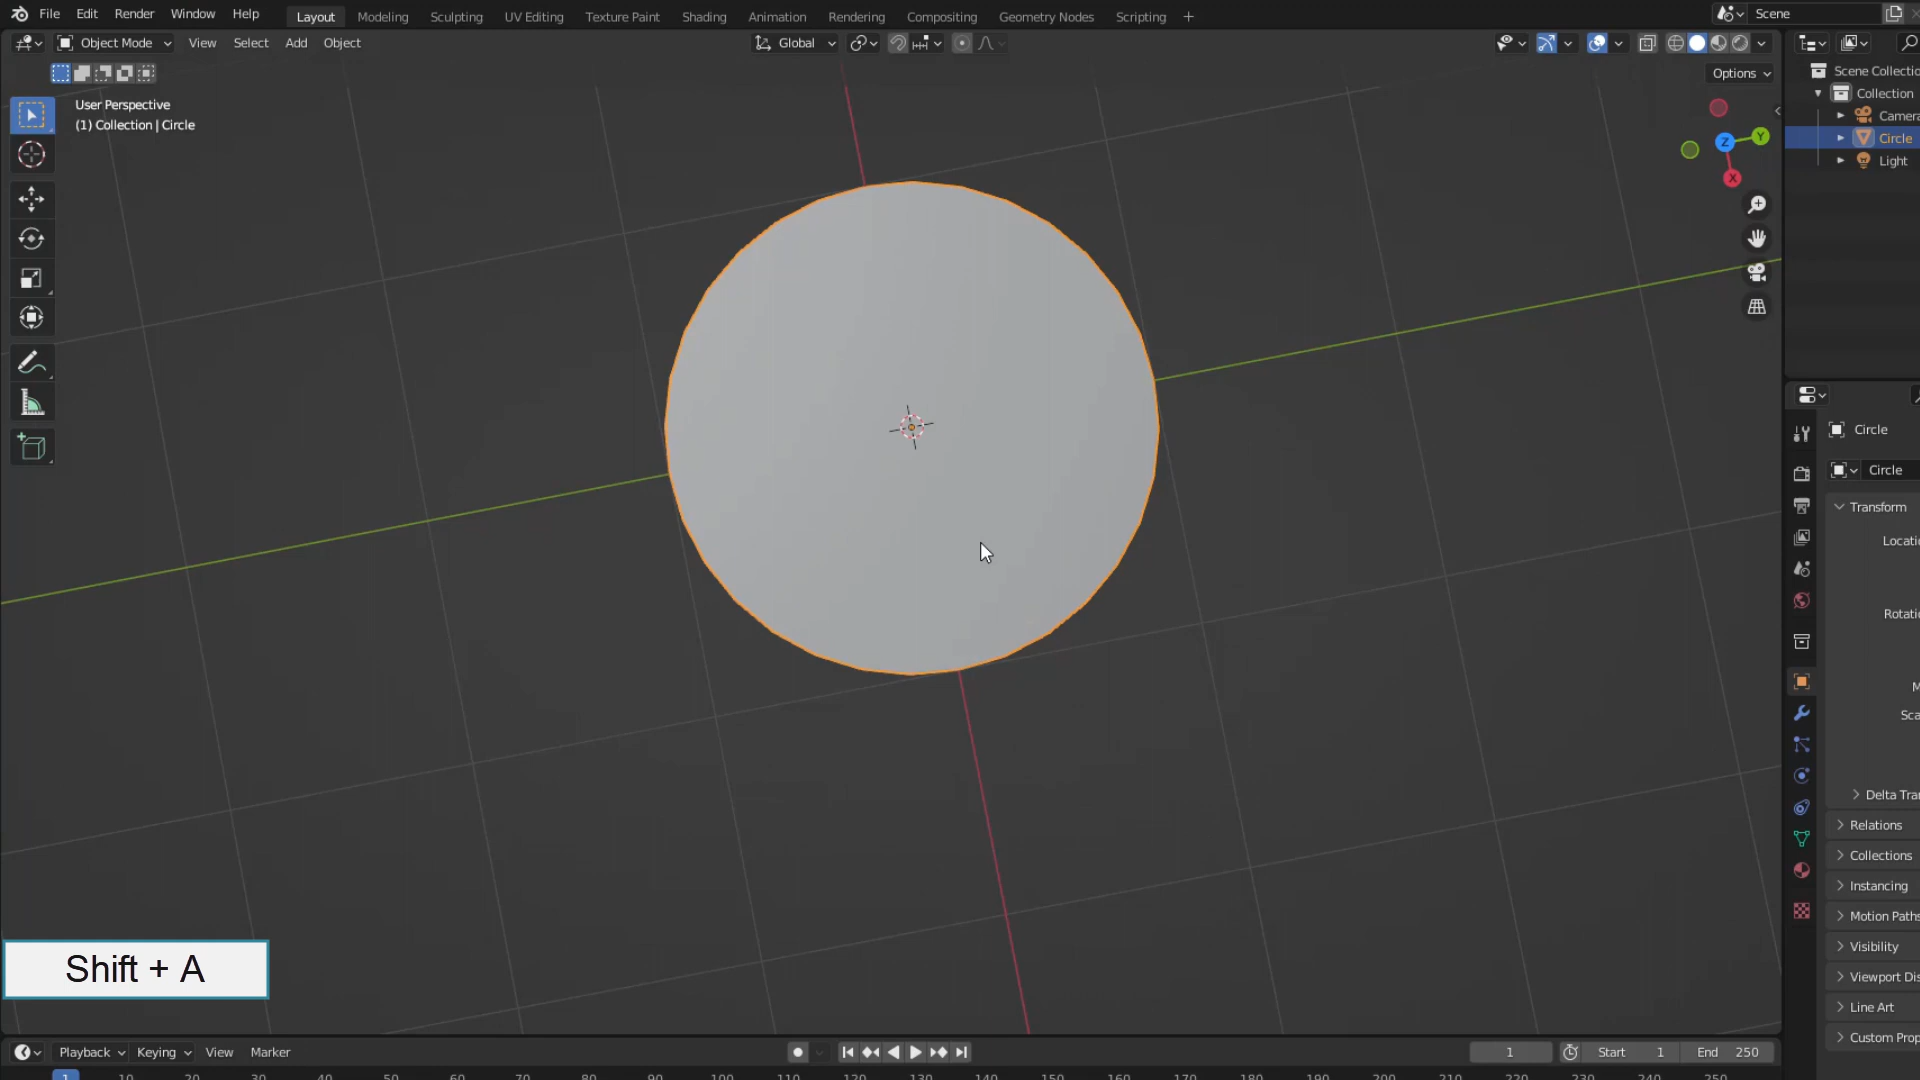 File Edit Render Window Help Layout Modeling Sculpting UV Editing Texture Paint Shading Animation Rendering Compositing Geometry Nodes Scripting + Scene
Object Mode View Select Add Object Global
Options
User Perspective
(1) Collection | Circle
Scene Collectio
Collection
Camera
Circle
Light
Z Y
X
Circle
Circle
Transform
Locatio
Rotatio
M
Sca
Delta Tra
Relations
Collections
Instancing
Motion Paths
Visibility
Viewport Dis
Line Art
Custom Prop
Shift + A
Playback Keying View Marker 1 Start 1 End 250
1 10 20 30 40 50 60 70 80 90 100 110 120 130 140 150 160 170 180 190 200 210 220 230 240 250